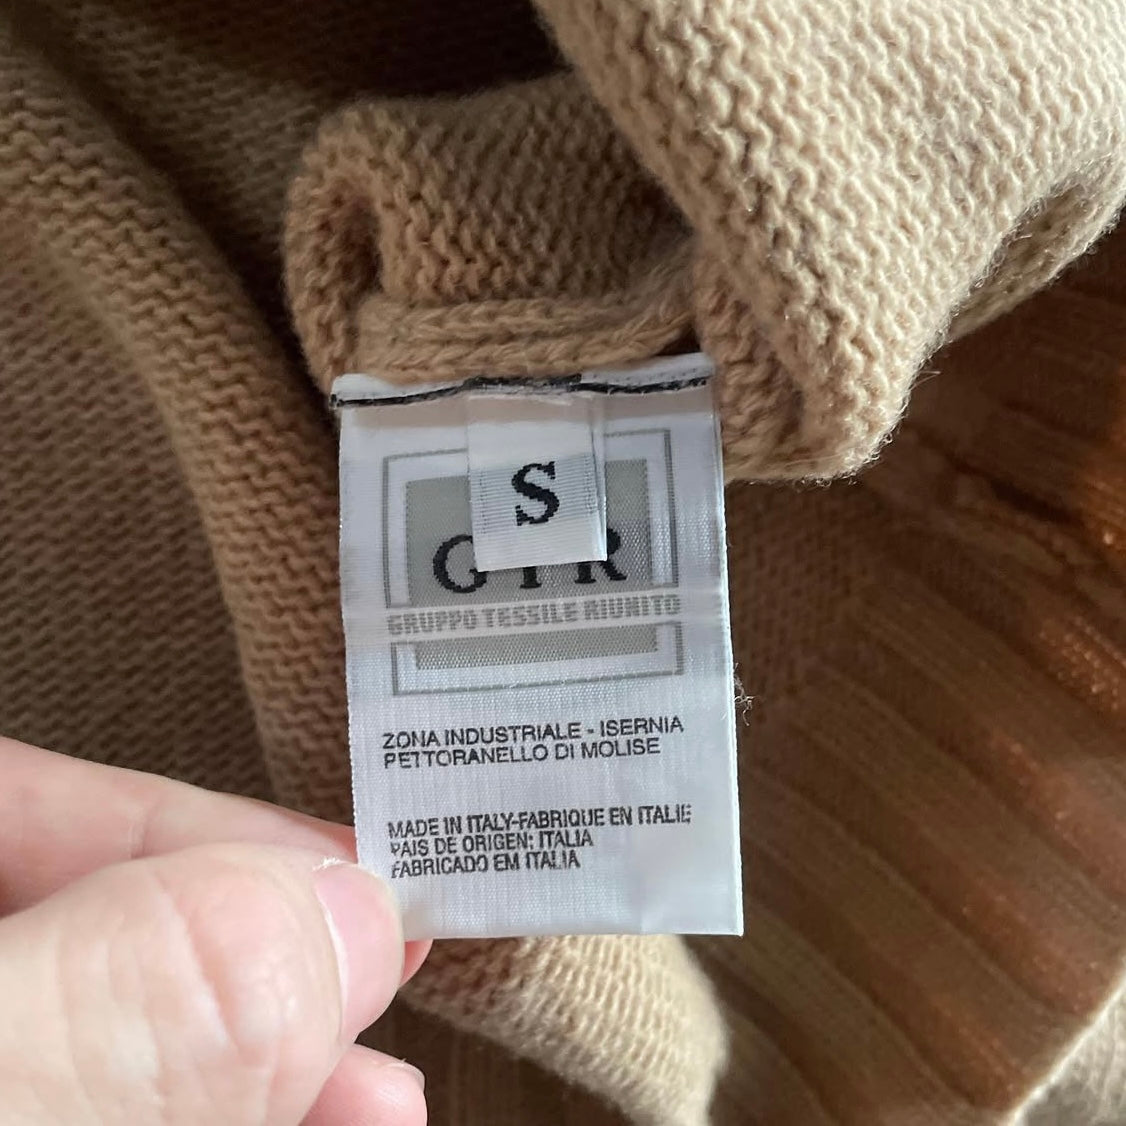 S
GTR
GRUPPO TESSILE RIUNITO
ZONA INDUSTRIALE - ISERNIA
PETTORANELLO DI MOLISE
MADE IN ITALY-FABRIQUE EN ITALIE
PAIS DE ORIGEN: ITALIA
FABRICADO EM ITALIA